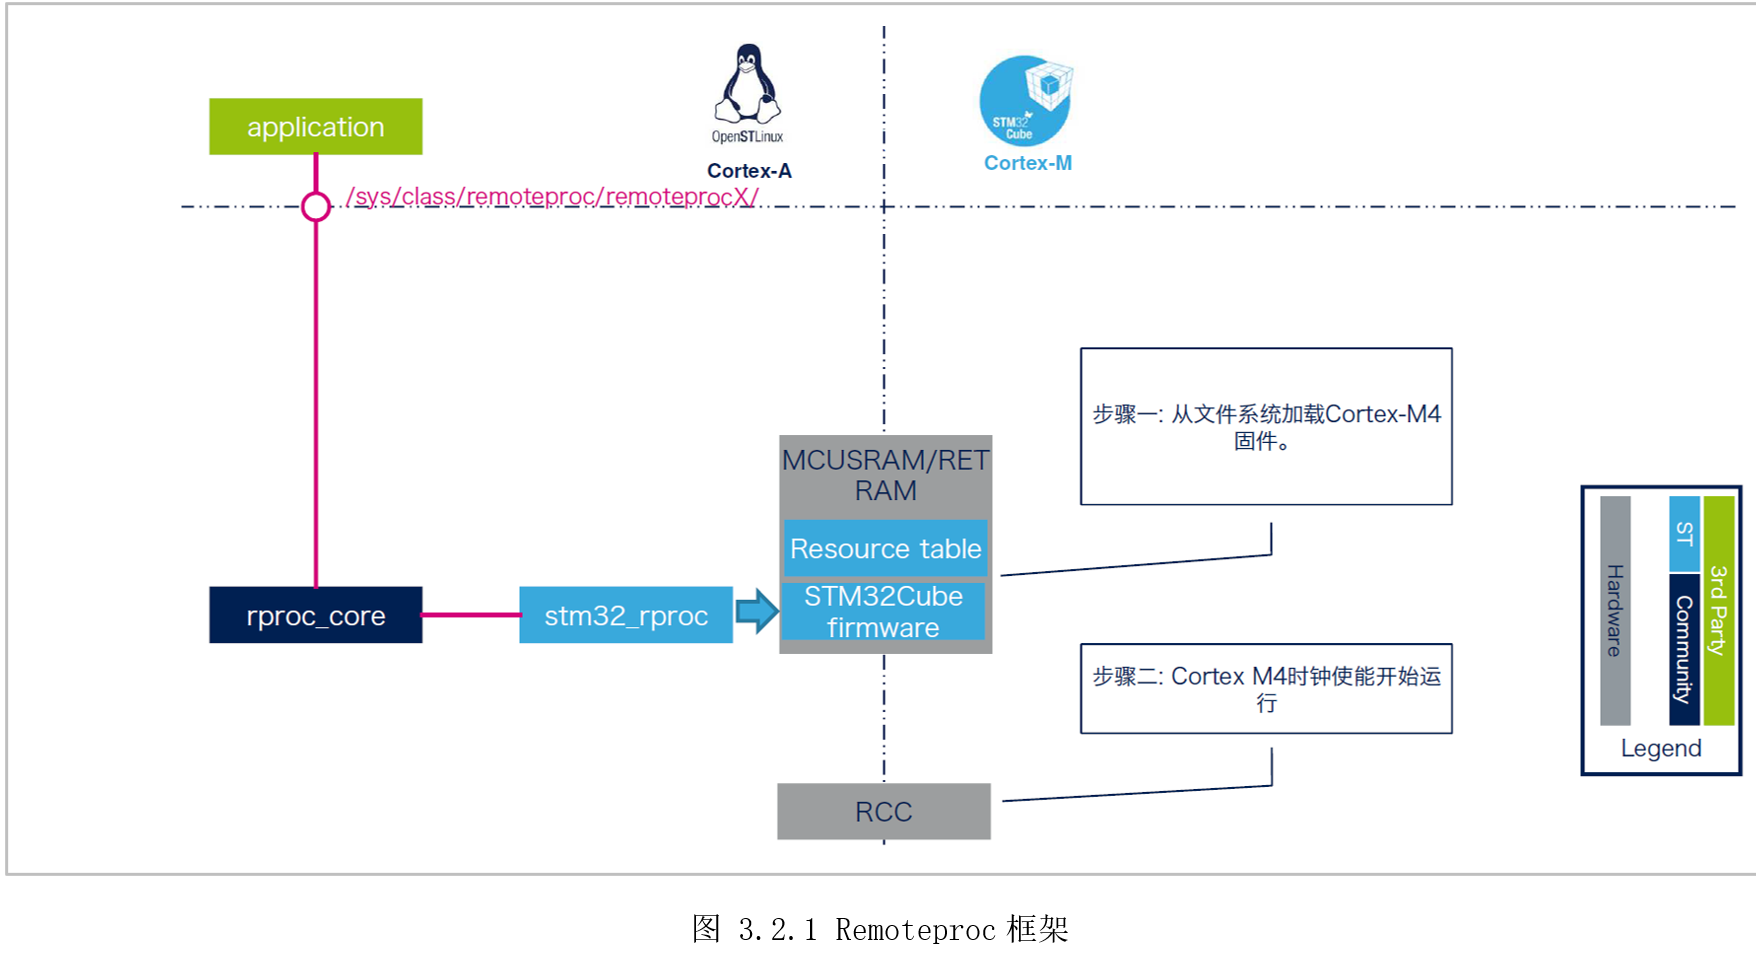 OpenSTLinux
Cortex-A
STM32
Cube
Cortex-M
application
/sys/class/remoteproc/remoteprocX/
步骤一: 从文件系统加载Cortex-M4
固件。
MCUSRAM/RET
RAM
Resource table
STM32Cube
firmware
rproc_core
stm32_rproc
步骤二: Cortex M4时钟使能开始运
行
RCC
Hardware
ST
Community
3rd Party
Legend
图 3.2.1 Remoteproc 框架